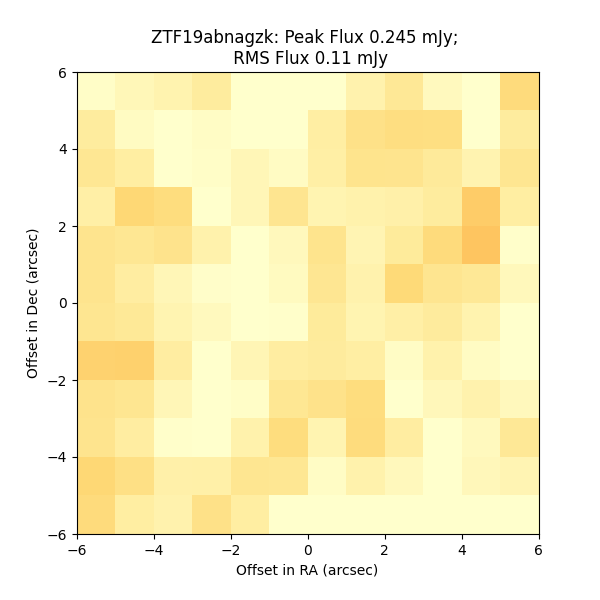 ZTF19abnagzk: Peak Flux 0.245 mJy;
RMS Flux 0.11 mJy
6
4
2
0
−2
−4
−6
Offset in Dec (arcsec)
−6 −4 −2 0 2 4 6
Offset in RA (arcsec)